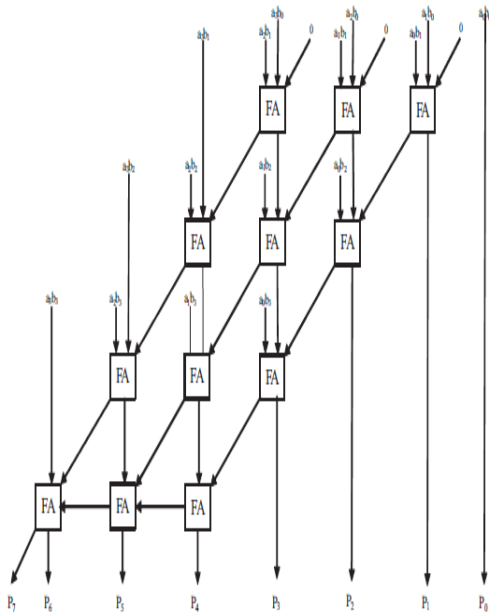 a₃b₀ a₂b₀ a₁b₀ a₀b₀
a₃b₁ a₂b₁ 0 a₁b₁ 0 a₀b₁ 0
FA FA FA
a₃b₂ a₂b₂ a₁b₂ a₀b₂
FA FA FA
a₃b₃ a₂b₃ a₁b₃ a₀b₃
FA FA FA
FA FA FA
P₇ P₆ P₅ P₄ P₃ P₂ P₁ P₀